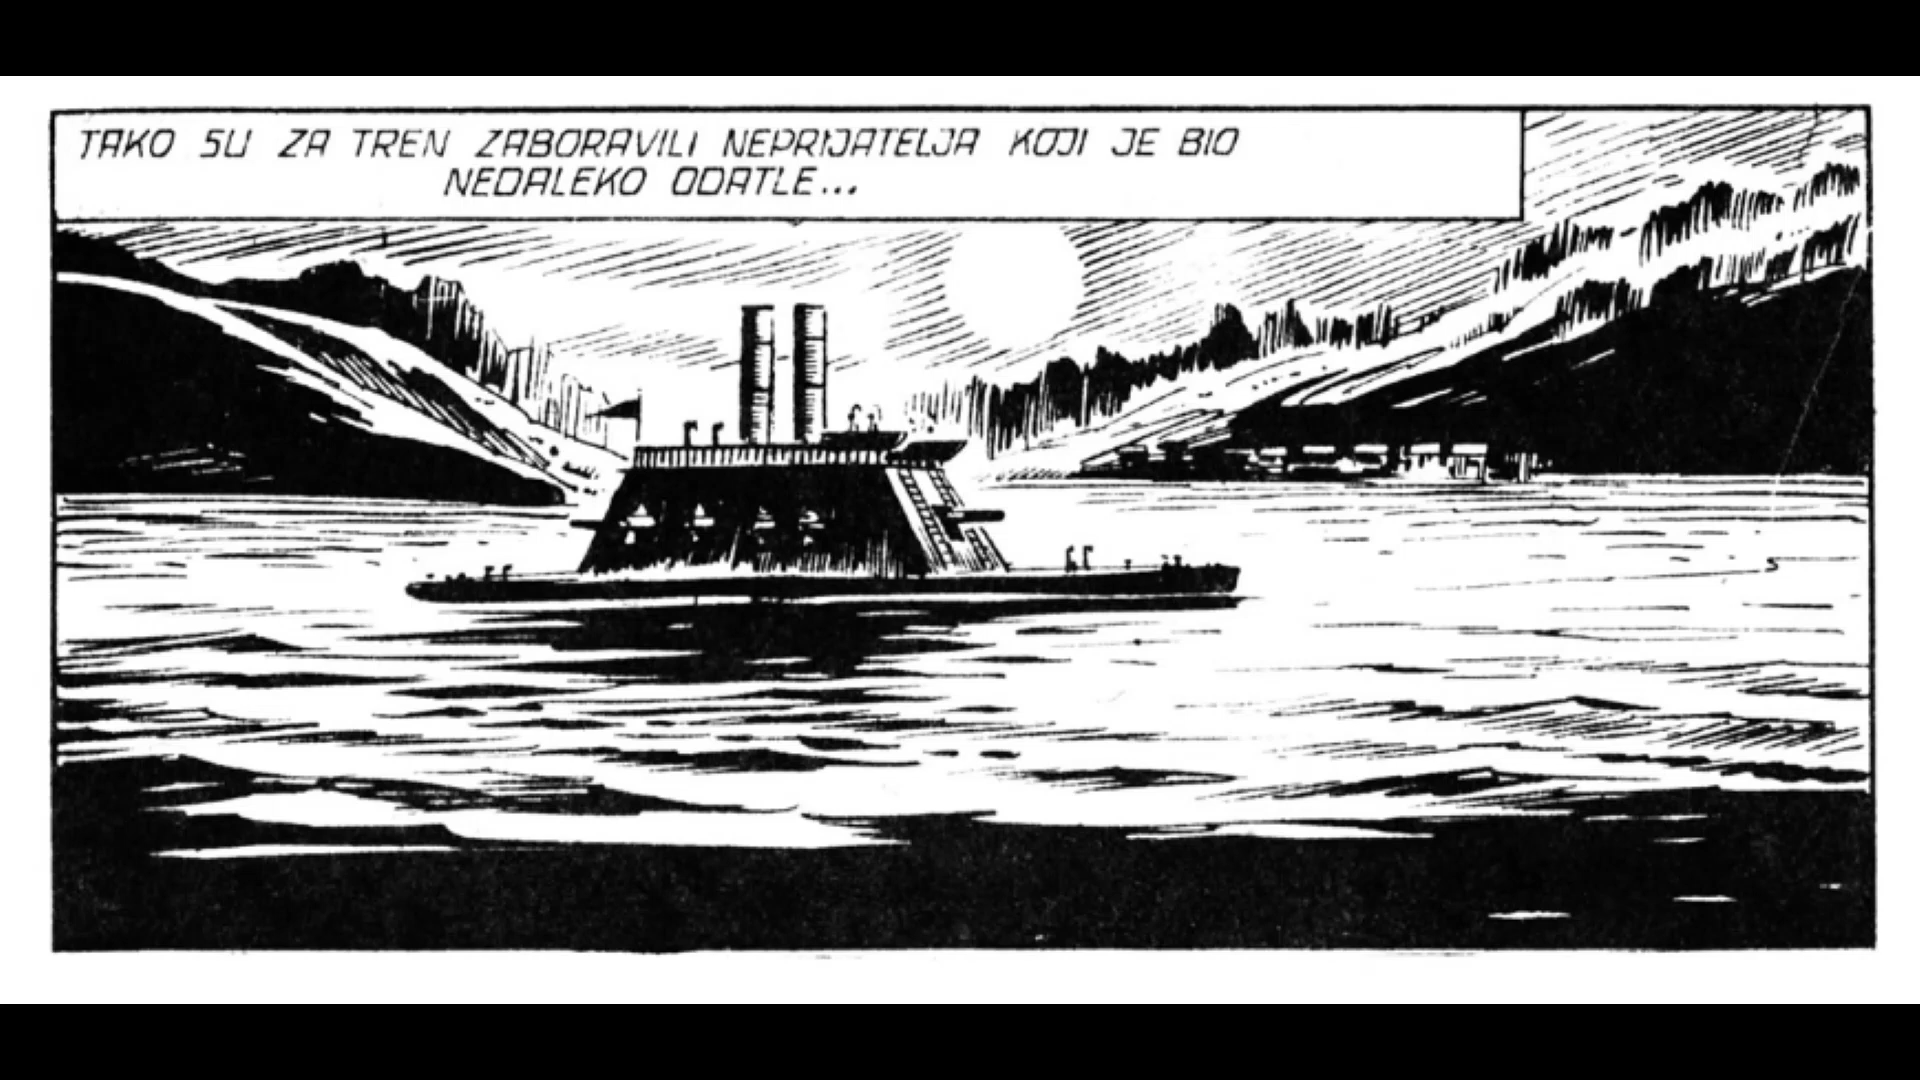 TAKO SU ZA TREN ZABORAVILI NEPRIJATELJA KOJI JE BIO
NEDALEKO ODATLE...